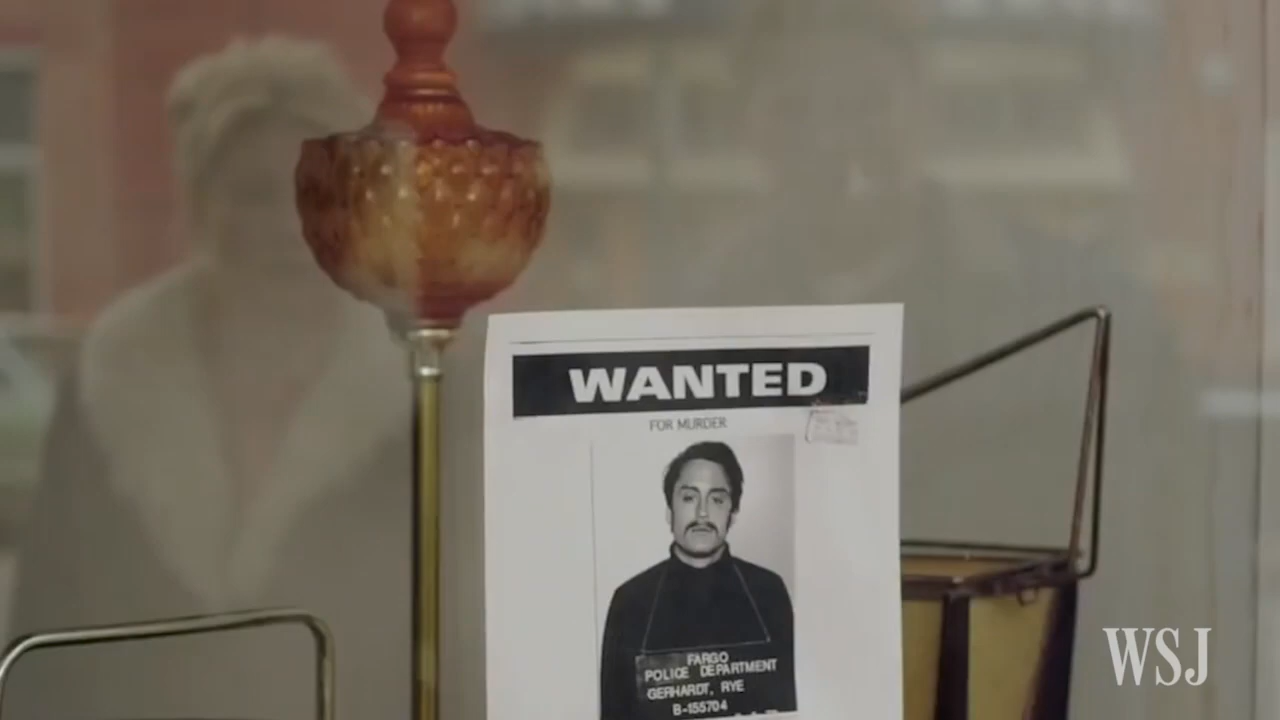 WANTED
FOR MURDER
FARGO
POLICE DEPARTMENT
GERHARDT, RYE
B-155704
WSJ